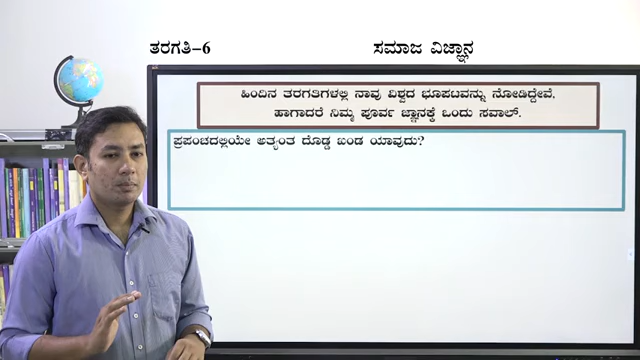 ತರಗತಿ-6
ಸಮಾಜ ವಿಜ್ಞಾನ
ಹಿಂದಿನ ತರಗತಿಗಳಲ್ಲಿ ನಾವು ವಿಶ್ವದ ಭೂಪಟವನ್ನು ನೋಡಿದ್ದೇವೆ.
ಹಾಗಾದರೆ ನಿಮ್ಮ ಪೂರ್ವ ಜ್ಞಾನಕ್ಕೆ ಒಂದು ಸವಾಲ್.
ಪ್ರಪಂಚದಲ್ಲಿಯೇ ಅತ್ಯಂತ ದೊಡ್ಡ ಖಂಡ ಯಾವುದು?